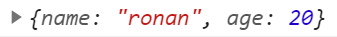 ▶ {name: "ronan", age: 20}